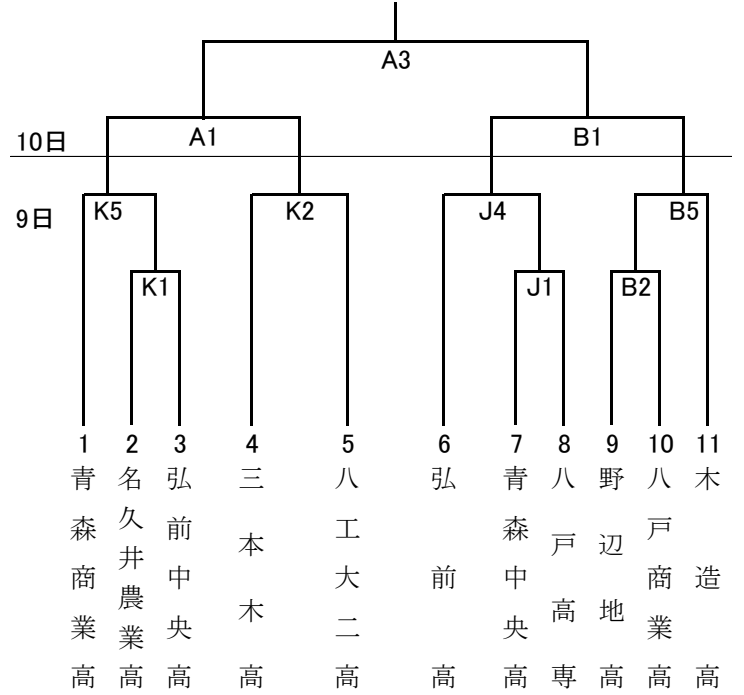 A3
10日
A1
B1
9日
K5
K2
J4
B5
K1
J1
B2
1
2
3
4
5
6
7
8
9
10
11
青森商業高
名久井農業高
弘前中央高
三本木高
八工大二高
弘前高
青森中央高
八戸高専
野辺地高
八戸商業高
木造高